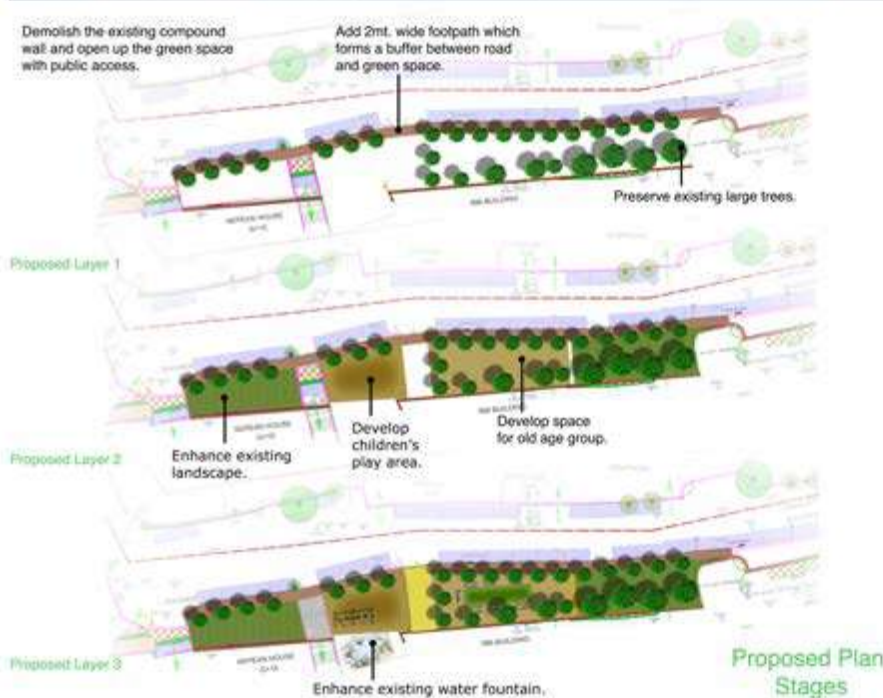 Demolish the existing compound
wall and open up the green space
with public access.
Add 2mt. wide footpath which
forms a buffer between road
and green space.
Preserve existing large trees.
Proposed Layer 1
Enhance existing
landscape.
Develop
children's
play area.
Develop space
for old age group.
Proposed Layer 2
Enhance existing water fountain.
Proposed Layer 3
Proposed Plan
Stages